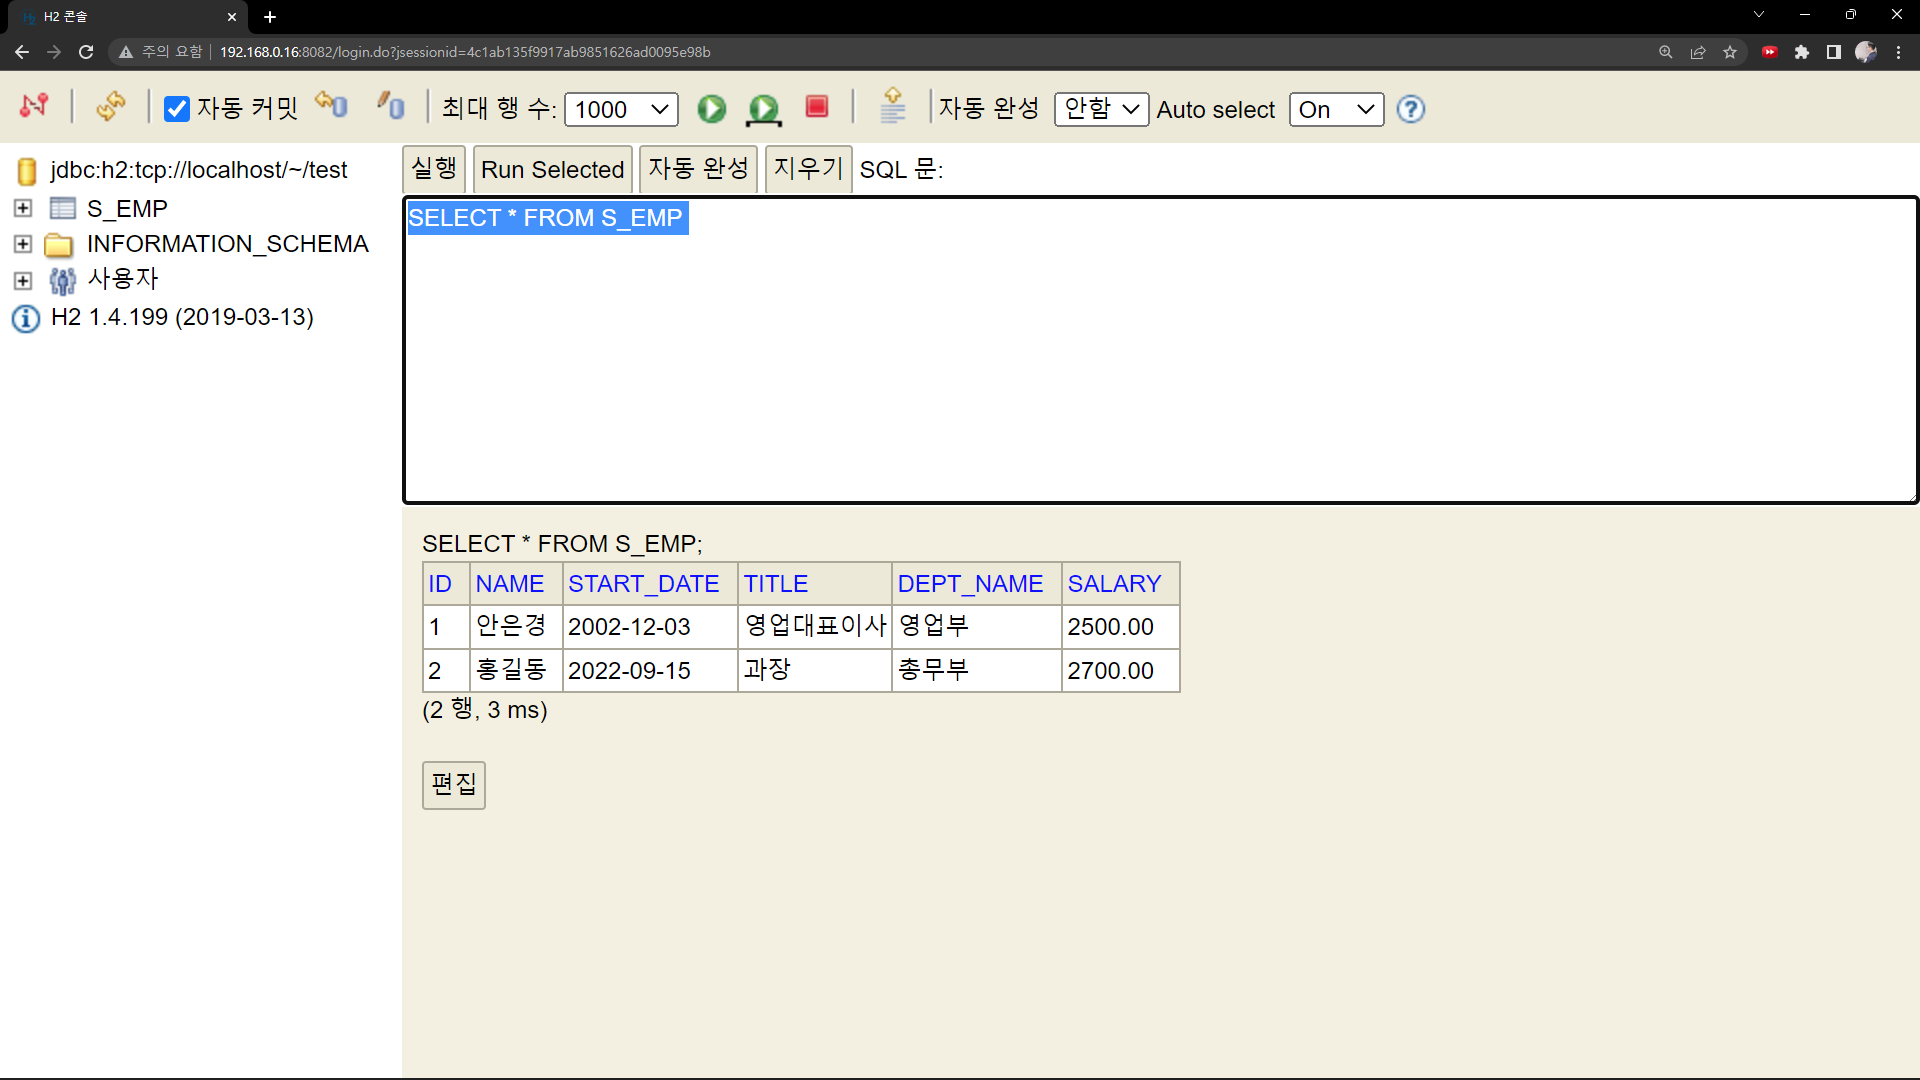 H2 콘솔
주의 요함 192.168.0.16:8082/login.do?jsessionid=4c1ab135f9917ab9851626ad0095e98b
자동 커밋 최대 행 수: 1000 자동 완성 안함 Auto select On
jdbc:h2:tcp://localhost/~/test
S_EMP
INFORMATION_SCHEMA
사용자
H2 1.4.199 (2019-03-13)
실행 Run Selected 자동 완성 지우기 SQL 문:
SELECT * FROM S_EMP
SELECT * FROM S_EMP;
ID NAME START_DATE TITLE DEPT_NAME SALARY
1 안은경 2002-12-03 영업대표이사 영업부 2500.00
2 홍길동 2022-09-15 과장 총무부 2700.00
(2 행, 3 ms)
편집